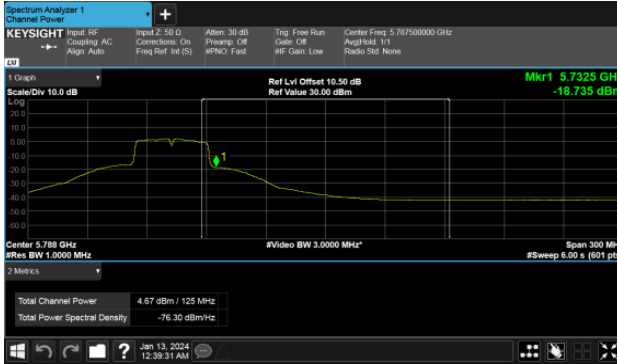 Spectrum Analyzer 1
Channel Power
+
KEYSIGHT
Input: RF
Coupling: AC
Align: Auto
Input Z: 50 Ω
Corrections: On
Freq Ref: Int (S)
Atten: 30 dB
Preamp: Off
#PNO: Fast
Trig: Free Run
Gate: Off
#IF Gain: Low
Center Freq: 5.787500000 GHz
Avg|Hold: 1/1
Radio Std: None
LXI
1 Graph
Scale/Div 10.0 dB
Ref Lvl Offset 10.50 dB
Ref Value 30.00 dBm
Mkr1 5.7325 GH
-18.735 dBr
Log
20.0
10.0
0.00
-10.0
-20.0
-30.0
-40.0
-50.0
-60.0
1
Center 5.788 GHz
#Res BW 1.0000 MHz
#Video BW 3.0000 MHz*
Span 300 MH
#Sweep 6.00 s (601 pts
2 Metrics
Total Channel Power 4.67 dBm / 125 MHz
Total Power Spectral Density -76.30 dBm/Hz
?
Jan 13, 2024
12:39:31 AM